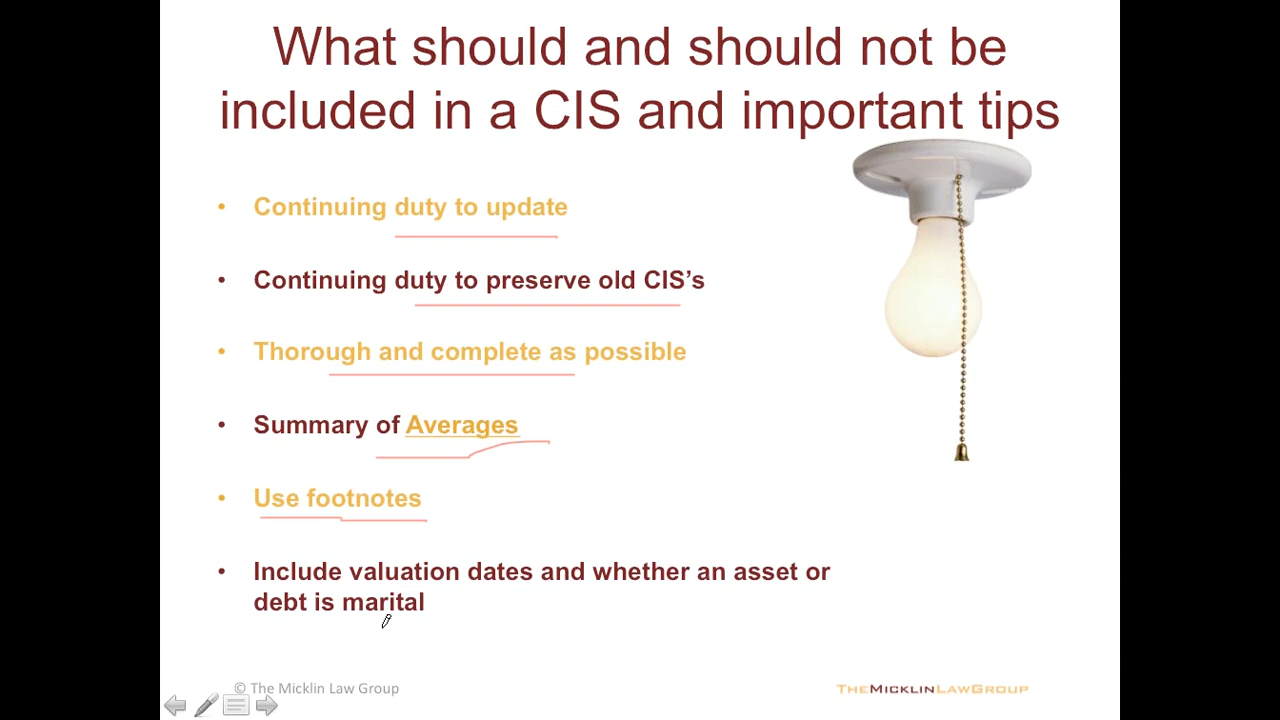 What should and should not be
included in a CIS and important tips
• Continuing duty to update
• Continuing duty to preserve old CIS’s
• Thorough and complete as possible
• Summary of Averages
• Use footnotes
• Include valuation dates and whether an asset or
debt is marital
© The Micklin Law Group
THEMICKLINLAWGROUP